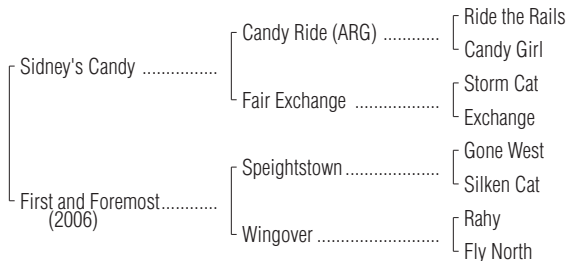 Ride the Rails
Candy Ride (ARG) ............
Candy Girl
Sidney's Candy ................
Storm Cat
Fair Exchange ..................
Exchange
Gone West
Speightstown....................
Silken Cat
First and Foremost............
(2006)
Rahy
Wingover ..........................
Fly North